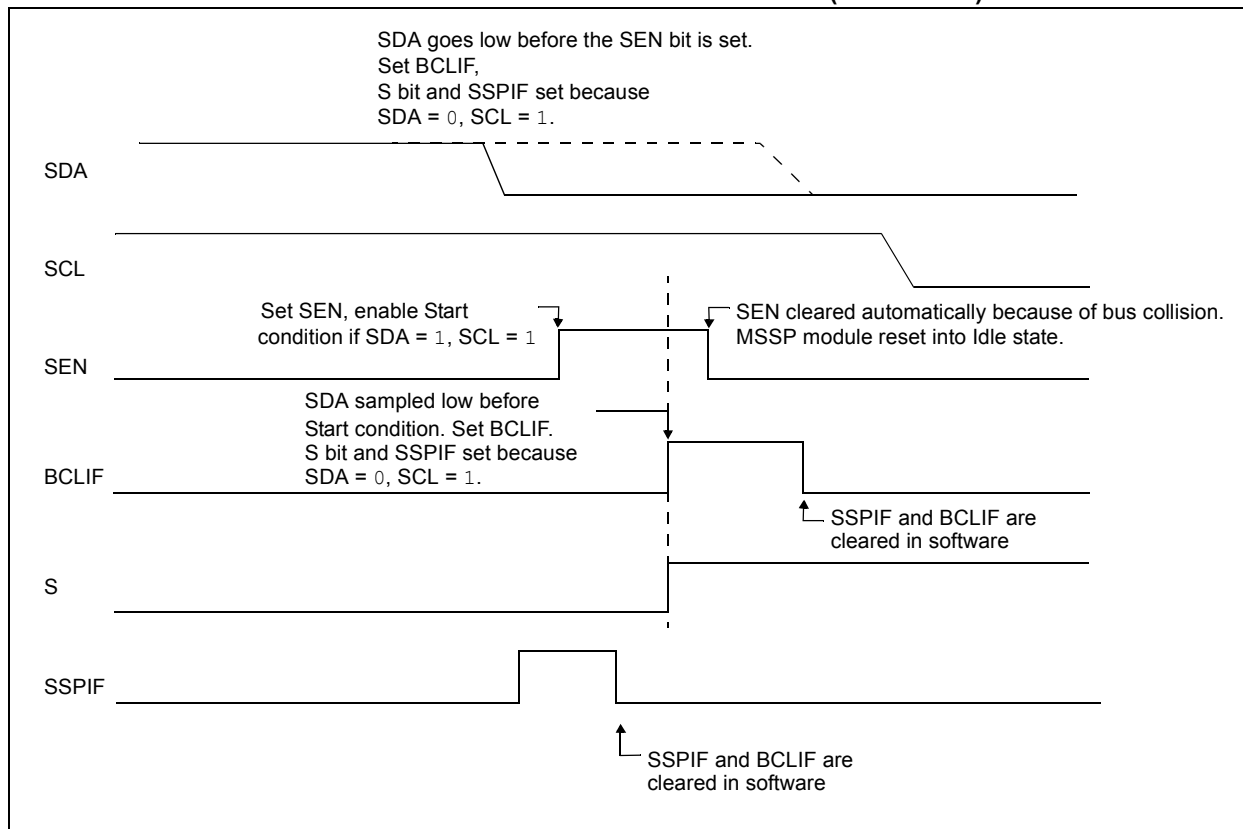 SDA goes low before the SEN bit is set.
Set BCLIF,
S bit and SSPIF set because
SDA = 0, SCL = 1.
SDA
SCL
Set SEN, enable Start
condition if SDA = 1, SCL = 1
SEN cleared automatically because of bus collision.
MSSP module reset into Idle state.
SEN
SDA sampled low before
Start condition. Set BCLIF.
S bit and SSPIF set because
SDA = 0, SCL = 1.
BCLIF
SSPIF and BCLIF are
cleared in software
S
SSPIF
SSPIF and BCLIF are
cleared in software